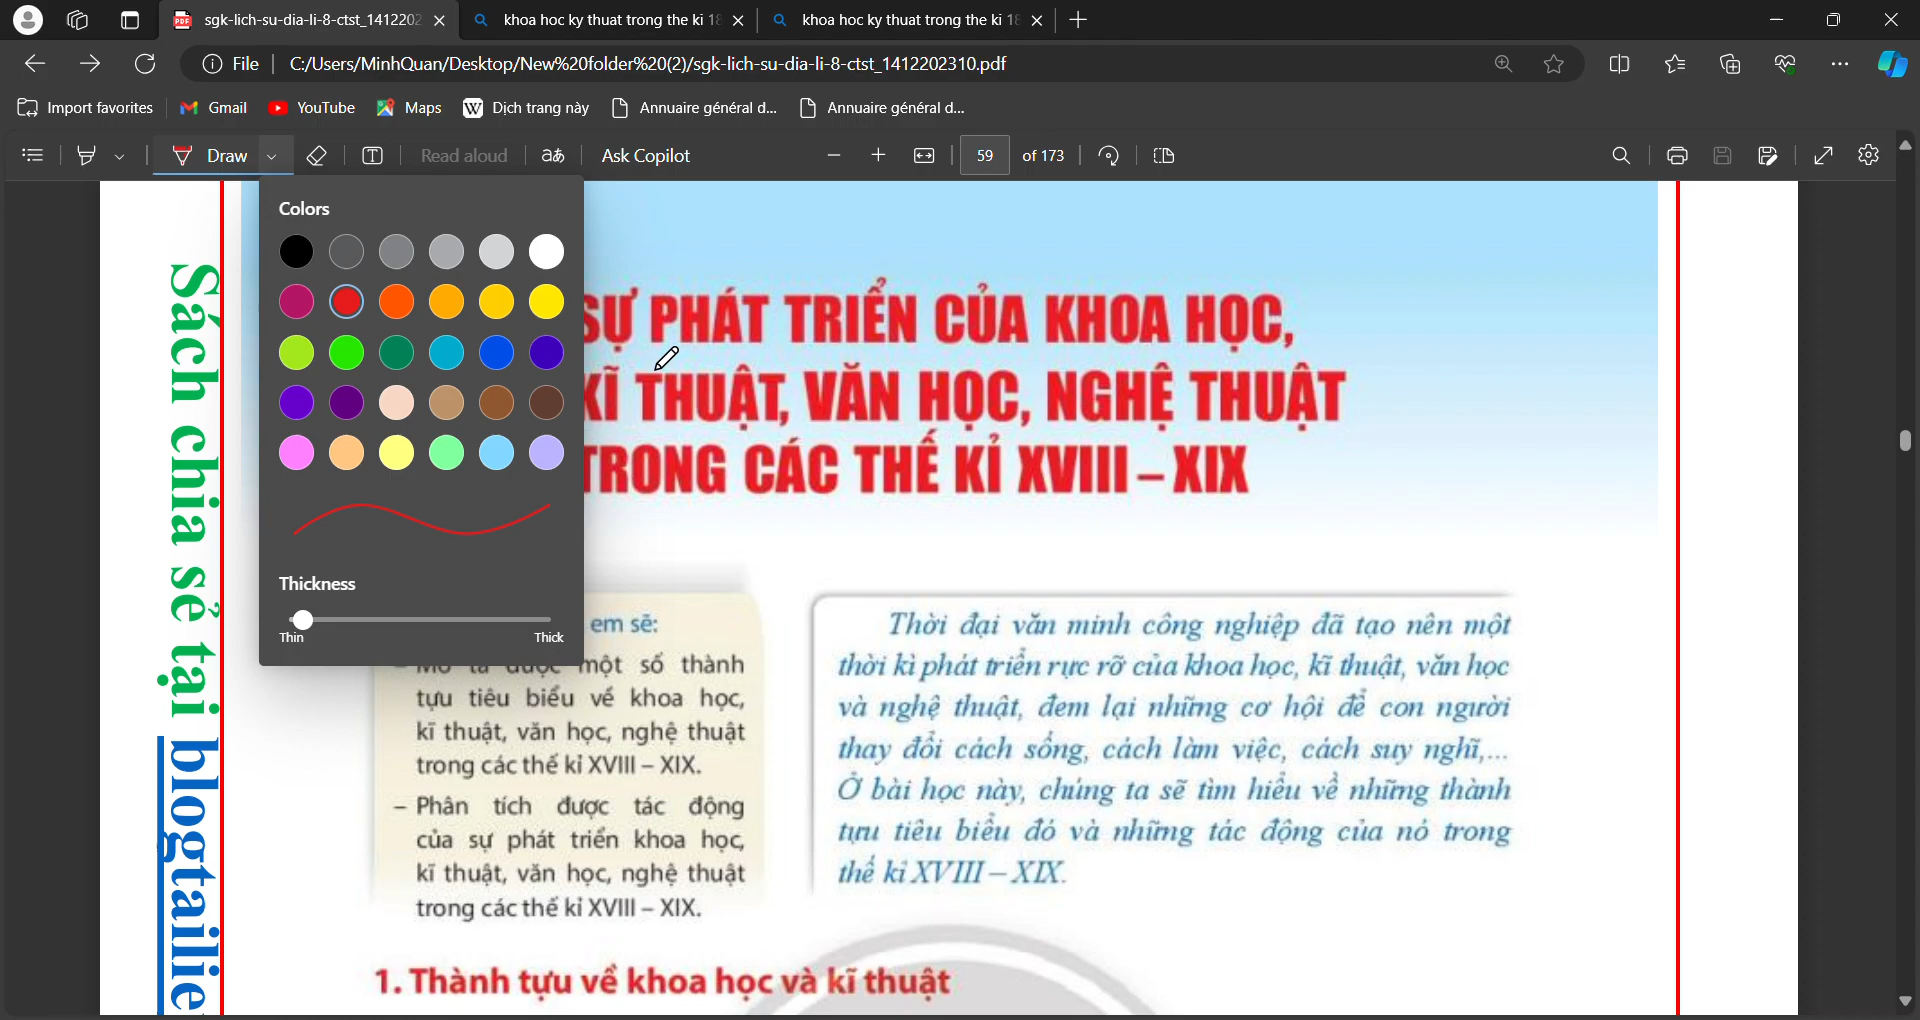 sgk-lich-su-dia-li-8-ctst_1412202
khoa hoc ky thuat trong the ki 18
khoa hoc ky thuat trong the ki 18
File
C:/Users/MinhQuan/Desktop/New%20folder%20(2)/sgk-lich-su-dia-li-8-ctst_1412202310.pdf
Import favorites
Gmail
YouTube
Maps
Dịch trang này
Annuaire général d...
Annuaire général d...
Draw
Read aloud
aあ
Ask Copilot
59
of 173
Colors
Thickness
Thin
Thick
Sách chia sẻ tại blogtailie
SỰ PHÁT TRIỂN CỦA KHOA HỌC,
KĨ THUẬT, VĂN HỌC, NGHỆ THUẬT
TRONG CÁC THẾ KỈ XVIII – XIX
em sẽ:
– Mô tả được một số thành
tựu tiêu biểu về khoa học,
kĩ thuật, văn học, nghệ thuật
trong các thế kỉ XVIII – XIX.
– Phân tích được tác động
của sự phát triển khoa học,
kĩ thuật, văn học, nghệ thuật
trong các thế kỉ XVIII – XIX.
Thời đại văn minh công nghiệp đã tạo nên một
thời kì phát triển rực rỡ của khoa học, kĩ thuật, văn học
và nghệ thuật, đem lại những cơ hội để con người
thay đổi cách sống, cách làm việc, cách suy nghĩ,...
Ở bài học này, chúng ta sẽ tìm hiểu về những thành
tựu tiêu biểu đó và những tác động của nó trong
thế kỉ XVIII – XIX.
1. Thành tựu về khoa học và kĩ thuật